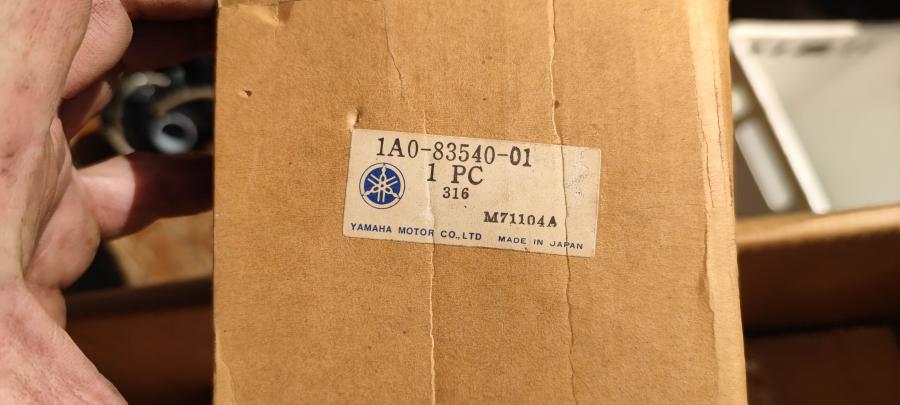 1A0-83540-01
1 PC
316
M71104A
YAMAHA MOTOR CO.,LTD MADE IN JAPAN